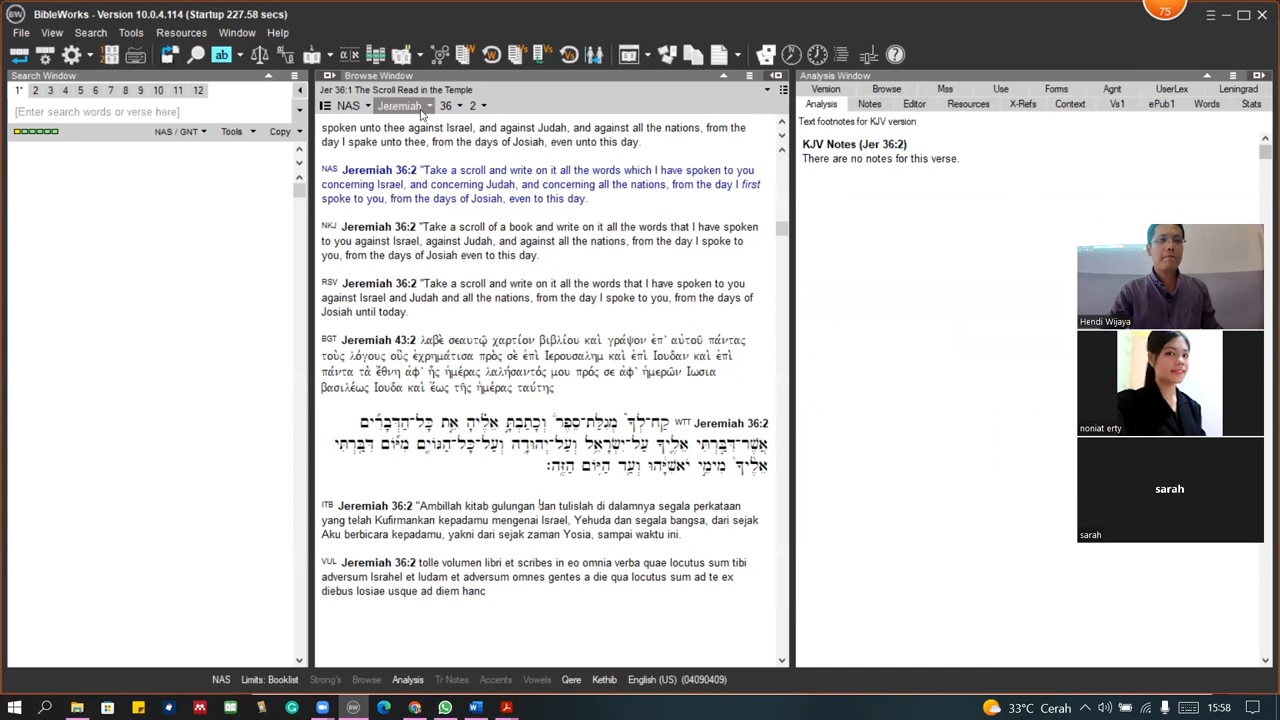 BibleWorks - Version 10.0.4.114 (Startup 227.58 secs)
75
File View Search Tools Resources Window Help
Search Window
Browse Window
Analysis Window
1* 2 3 4 5 6 7 8 9 10 11 12
Jer 36:1 The Scroll Read in the Temple
Version Browse Mss Use Forms Agnt UserLex Leningrad
[Enter search words or verse here]
NAS Jeremiah 36 2
Analysis Notes Editor Resources X-Refs Context Vs1 ePub1 Words Stats
NAS / GNT Tools Copy
Text footnotes for KJV version
KJV Notes (Jer 36:2)
There are no notes for this verse.
spoken unto thee against Israel, and against Judah, and against all the nations, from the
day I spake unto thee, from the days of Josiah, even unto this day.
NAS Jeremiah 36:2 "Take a scroll and write on it all the words which I have spoken to you
concerning Israel, and concerning Judah, and concerning all the nations, from the day I first
spoke to you, from the days of Josiah, even to this day.
NKJ Jeremiah 36:2 "Take a scroll of a book and write on it all the words that I have spoken
to you against Israel, against Judah, and against all the nations, from the day I spoke to
you, from the days of Josiah even to this day.
RSV Jeremiah 36:2 "Take a scroll and write on it all the words that I have spoken to you
against Israel and Judah and all the nations, from the day I spoke to you, from the days of
Josiah until today.
BGT Jeremiah 43:2 λαβὲ σεαυτῷ χαρτίον βιβλίου καὶ γράψον ἐπ᾽ αὐτοῦ πάντας
τοὺς λόγους οὓς ἐχρημάτισα πρὸς σὲ ἐπὶ Ιερουσαλημ καὶ ἐπὶ Ιουδαν καὶ ἐπὶ
πάντα τὰ ἔθνη ἀφ᾽ ἧς ἡμέρας λαλήσαντός μου πρός σε ἀφ᾽ ἡμερῶν Ιωσια
βασιλέως Ιουδα καὶ ἕως τῆς ἡμέρας ταύτης
WTT Jeremiah 36:2 קַח־לְךָ֮ מְגִלַּת־סֵפֶר֒ וְכָתַבְתָּ֣ אֵלֶ֗יהָ אֵ֣ת כָּל־הַדְּבָרִ֞ים
אֲשֶׁר־דִּבַּ֧רְתִּי אֵלֶ֛יךָ עַל־יִשְׂרָאֵ֥ל וְעַל־יְהוּדָ֖ה וְעַל־כָּל־הַגּוֹיִ֑ם מִיּ֞וֹם דִּבַּ֤רְתִּי
אֵלֶ֙יךָ֙ מִימֵ֣י יֹאשִׁיָּ֔הוּ וְעַ֖ד הַיּ֥וֹם הַזֶּֽה׃
ITB Jeremiah 36:2 "Ambillah kitab gulungan dan tulislah di dalamnya segala perkataan
yang telah Kufirmankan kepadamu mengenai Israel, Yehuda dan segala bangsa, dari sejak
Aku berbicara kepadamu, yakni dari sejak zaman Yosia, sampai waktu ini.
VUL Jeremiah 36:2 tolle volumen libri et scribes in eo omnia verba quae locutus sum tibi
adversum Israhel et Iudam et adversum omnes gentes a die qua locutus sum ad te ex
diebus Iosiae usque ad diem hanc
Hendi Wijaya
noniat erty
sarah
sarah
NAS Limits: Booklist Strong's Browse Analysis Tr Notes Accents Vowels Qere Kethib English (US) (04090409)
33°C Cerah
15:58